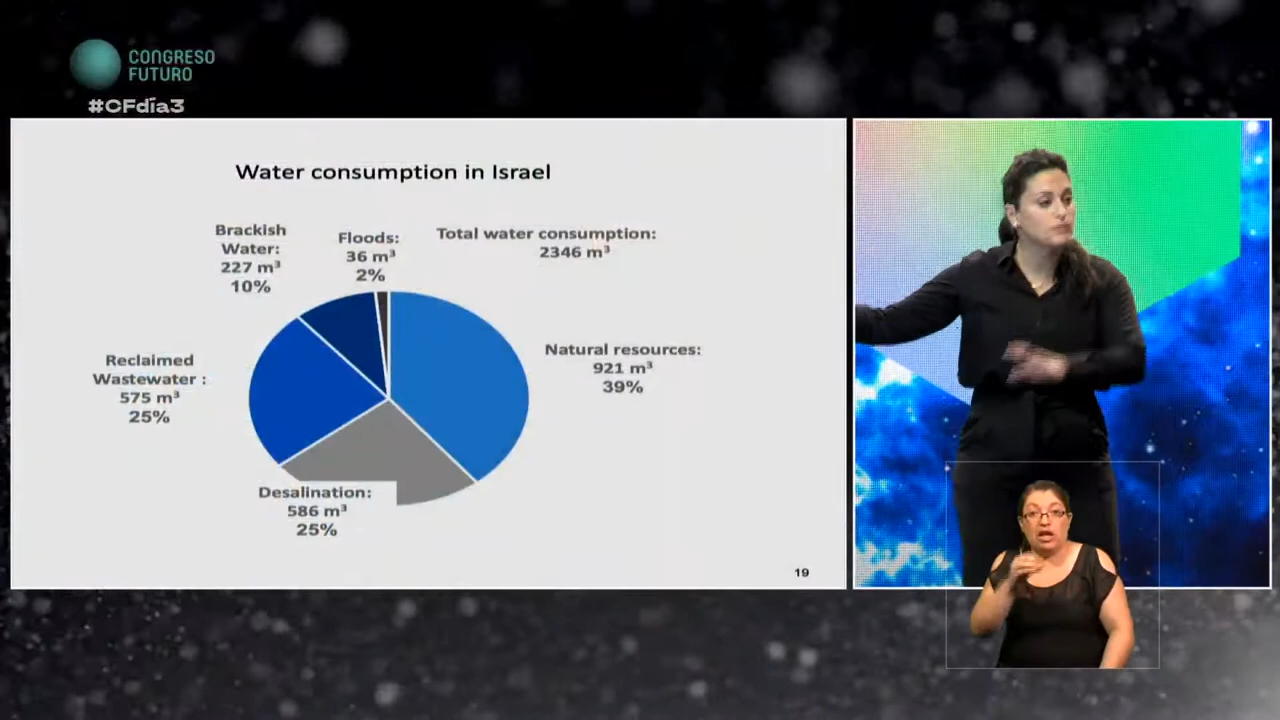 CONGRESO
FUTURO
#CFdía3
Water consumption in Israel
Brackish
Water:
227 m³
10%
Floods:
36 m³
2%
Total water consumption:
2346 m³
Natural resources:
921 m³
39%
Reclaimed
Wastewater :
575 m³
25%
Desalination:
586 m³
25%
19